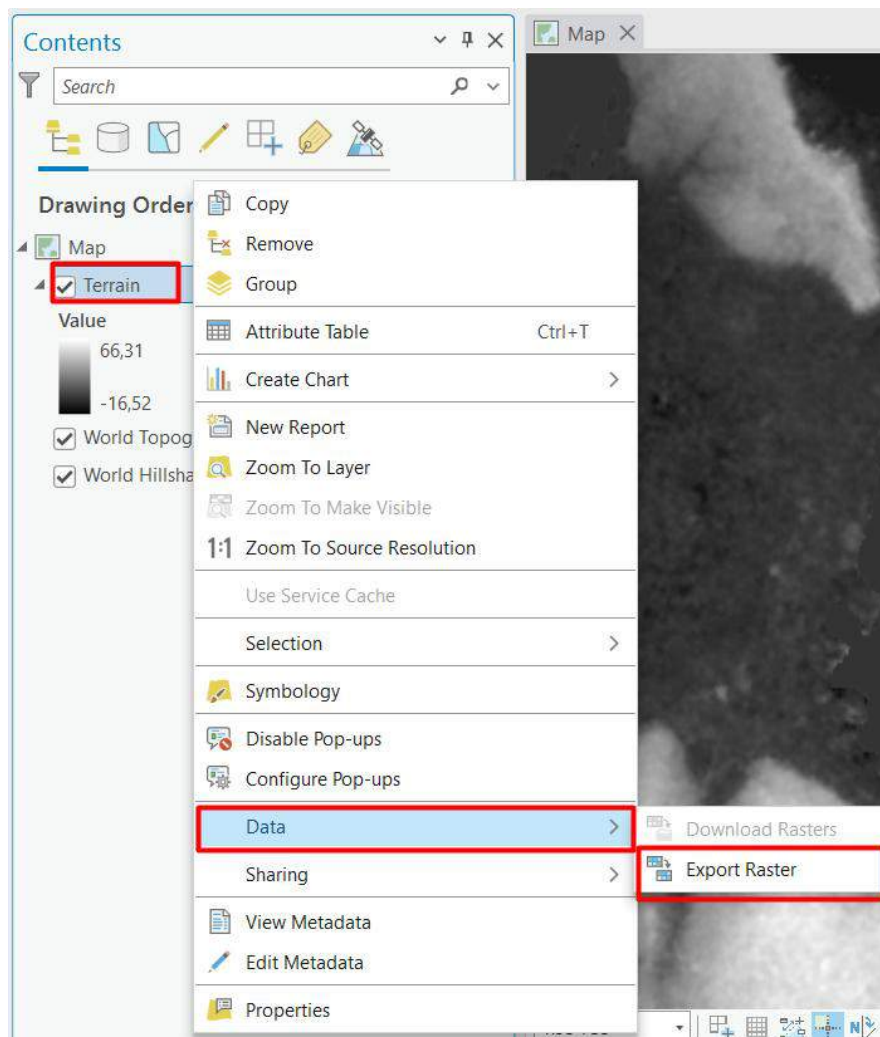 Contents
Map
Search
Drawing Order
Map
Terrain
Value
66,31
-16,52
World Topog
World Hillsha
Copy
Remove
Group
Attribute Table Ctrl+T
Create Chart
New Report
Zoom To Layer
Zoom To Make Visible
1:1 Zoom To Source Resolution
Use Service Cache
Selection
Symbology
Disable Pop-ups
Configure Pop-ups
Data
Download Rasters
Export Raster
Sharing
View Metadata
Edit Metadata
Properties
N